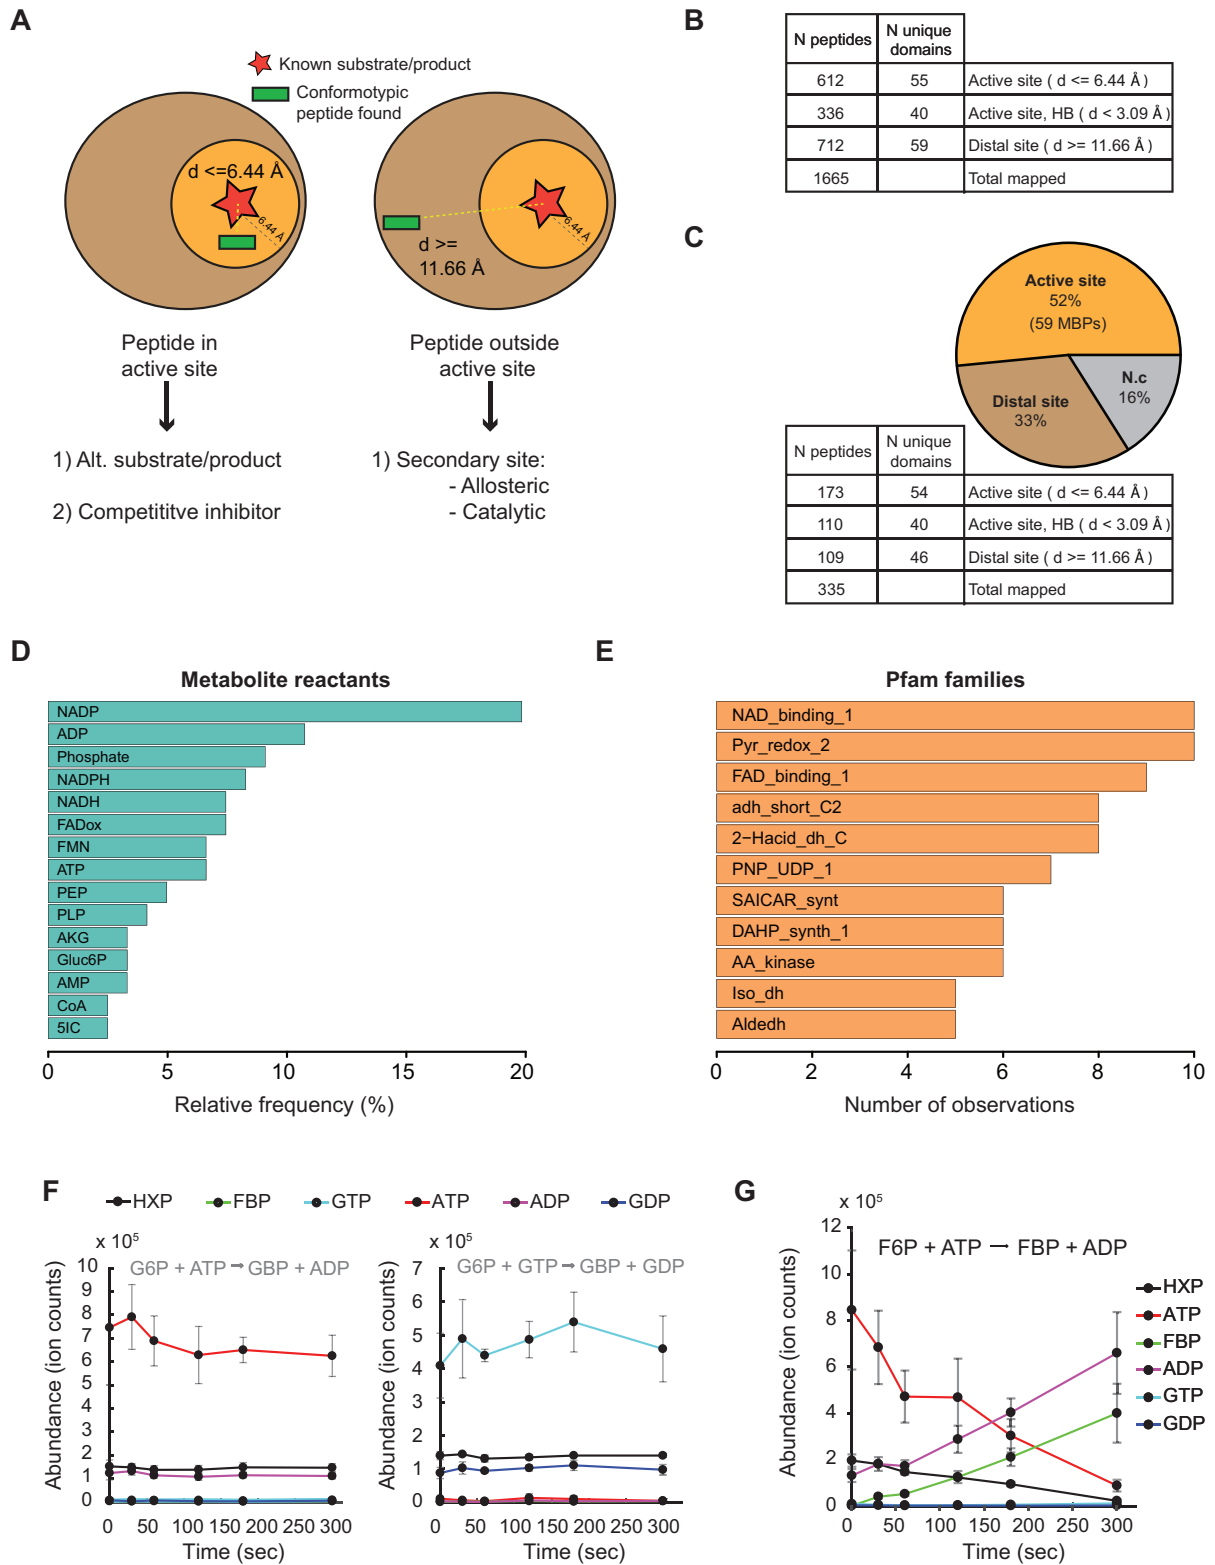 A
Known substrate/product
Conformotypic
peptide found
d <=6.44 Å
6.44 Å
d >=
11.66 Å
6.44 Å
Peptide in
active site
Peptide outside
active site
1) Alt. substrate/product
2) Competititve inhibitor
1) Secondary site:
- Allosteric
- Catalytic
B
N peptides
N unique
domains
612 55 Active site ( d <= 6.44 Å)
336 40 Active site, HB ( d < 3.09 Å)
712 59 Distal site ( d >= 11.66 Å)
1665 Total mapped
C
Active site
52%
(59 MBPs)
N.c
16%
Distal site
33%
N peptides
N unique
domains
173 54 Active site ( d <= 6.44 Å)
110 40 Active site, HB ( d < 3.09 Å)
109 46 Distal site ( d >= 11.66 Å)
335 Total mapped
D
Metabolite reactants
NADP
ADP
Phosphate
NADPH
NADH
FADox
FMN
ATP
PEP
PLP
AKG
Gluc6P
AMP
CoA
5IC
0 5 10 15 20
Relative frequency (%)
E
Pfam families
NAD_binding_1
Pyr_redox_2
FAD_binding_1
adh_short_C2
2−Hacid_dh_C
PNP_UDP_1
SAICAR_synt
DAHP_synth_1
AA_kinase
Iso_dh
Aldedh
0 2 4 6 8 10
Number of observations
F
HXP FBP GTP ATP ADP GDP
x 10⁵
G6P + ATP → GBP + ADP
Abundance (ion counts)
10
9
8
7
6
5
4
3
2
1
0
0 50 100 150 200 250 300
Time (sec)
x 10⁵
G6P + GTP → GBP + GDP
Abundance (ion counts)
7
6
5
4
3
2
1
0
0 50 100 150 200 250 300
Time (sec)
G
x 10⁵
F6P + ATP → FBP + ADP
Abundance (ion counts)
12
10
8
6
4
2
0
0 50 100 150 200 250 300
Time (sec)
HXP
ATP
FBP
ADP
GTP
GDP